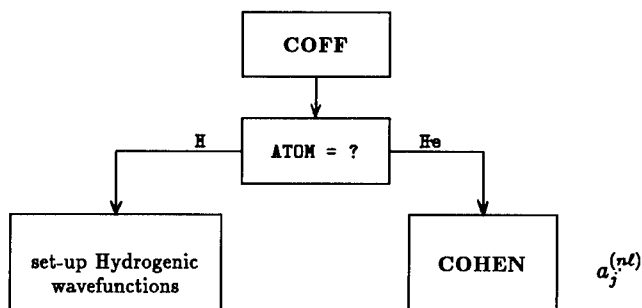 COFF
H
ATOM = ?
He
set-up Hydrogenic
wavefunctions
COHEN
a_j^{(nℓ)}